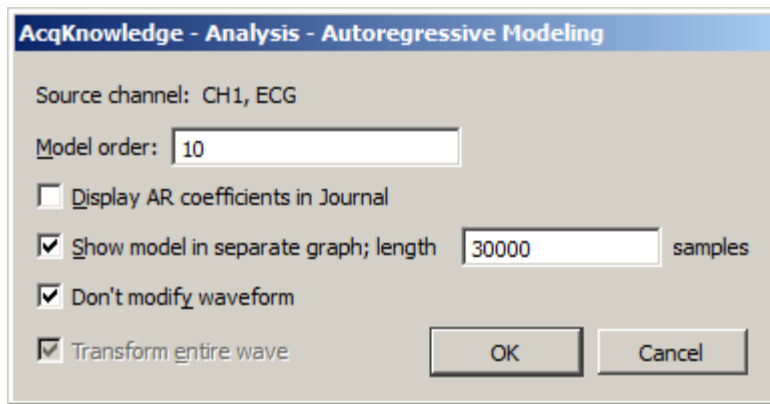 AcqKnowledge - Analysis - Autoregressive Modeling
Source channel: CH1, ECG
Model order: 10
Display AR coefficients in Journal
Show model in separate graph; length 30000 samples
Don't modify waveform
Transform entire wave OK Cancel